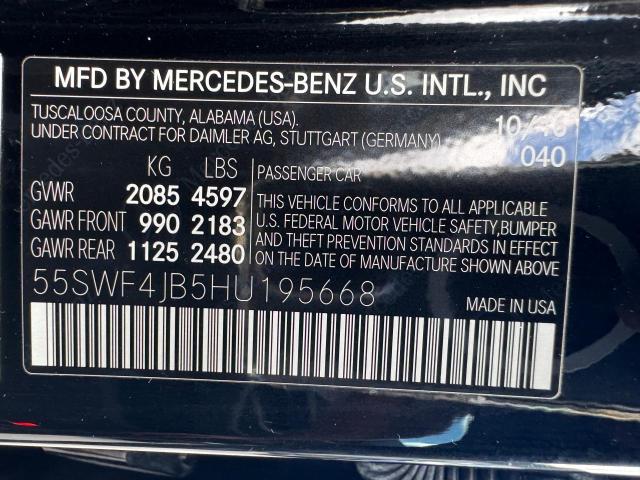 MFD BY MERCEDES-BENZ U.S. INTL., INC
TUSCALOOSA COUNTY, ALABAMA (USA).
UNDER CONTRACT FOR DAIMLER AG, STUTTGART (GERMANY)
10/16
040
KG LBS
GVWR 2085 4597
GAWR FRONT 990 2183
GAWR REAR 1125 2480
PASSENGER CAR
THIS VEHICLE CONFORMS TO ALL APPLICABLE
U.S. FEDERAL MOTOR VEHICLE SAFETY,BUMPER
AND THEFT PREVENTION STANDARDS IN EFFECT
ON THE DATE OF MANUFACTURE SHOWN ABOVE
55SWF4JB5HU195668
MADE IN USA